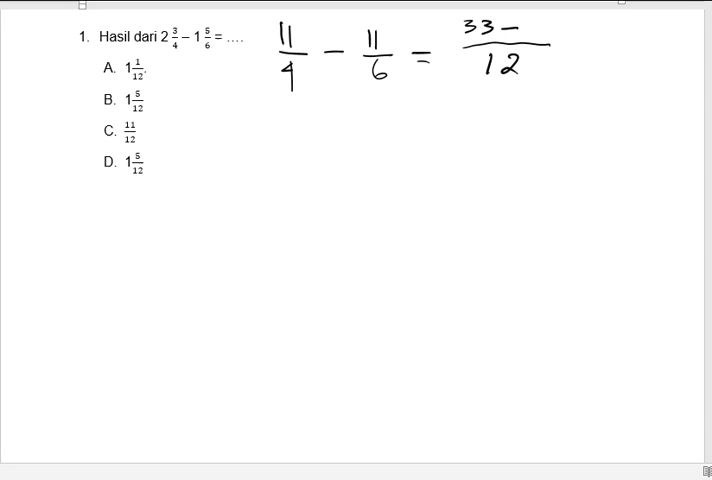 1. Hasil dari 2 3/4 − 1 5/6 = ....
11/4 − 11/6 = 33 −/12
A. 1 1/12.
B. 1 5/12
C. 11/12
D. 1 5/12